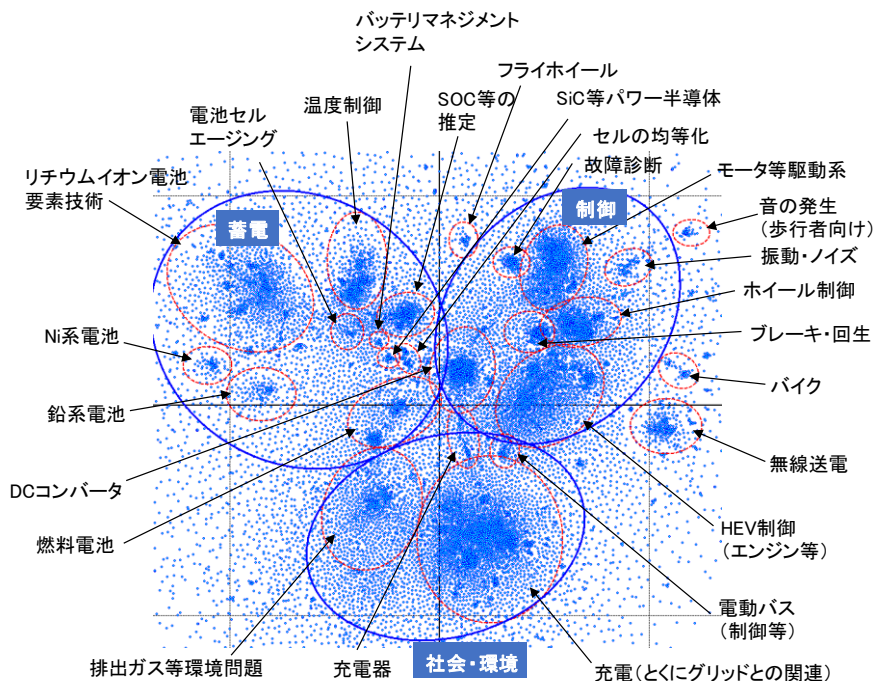 バッテリマネジメント
システム
フライホイール
SOC等の
推定
SiC等パワー半導体
温度制御
電池セル
エージング
セルの均等化
故障診断
モータ等駆動系
リチウムイオン電池
要素技術
蓄電
制御
音の発生
(歩行者向け)
振動・ノイズ
ホイール制御
Ni系電池
ブレーキ・回生
バイク
鉛系電池
無線送電
DCコンバータ
HEV制御
(エンジン等)
燃料電池
電動バス
(制御等)
排出ガス等環境問題
充電器
社会・環境
充電(とくにグリッドとの関連)